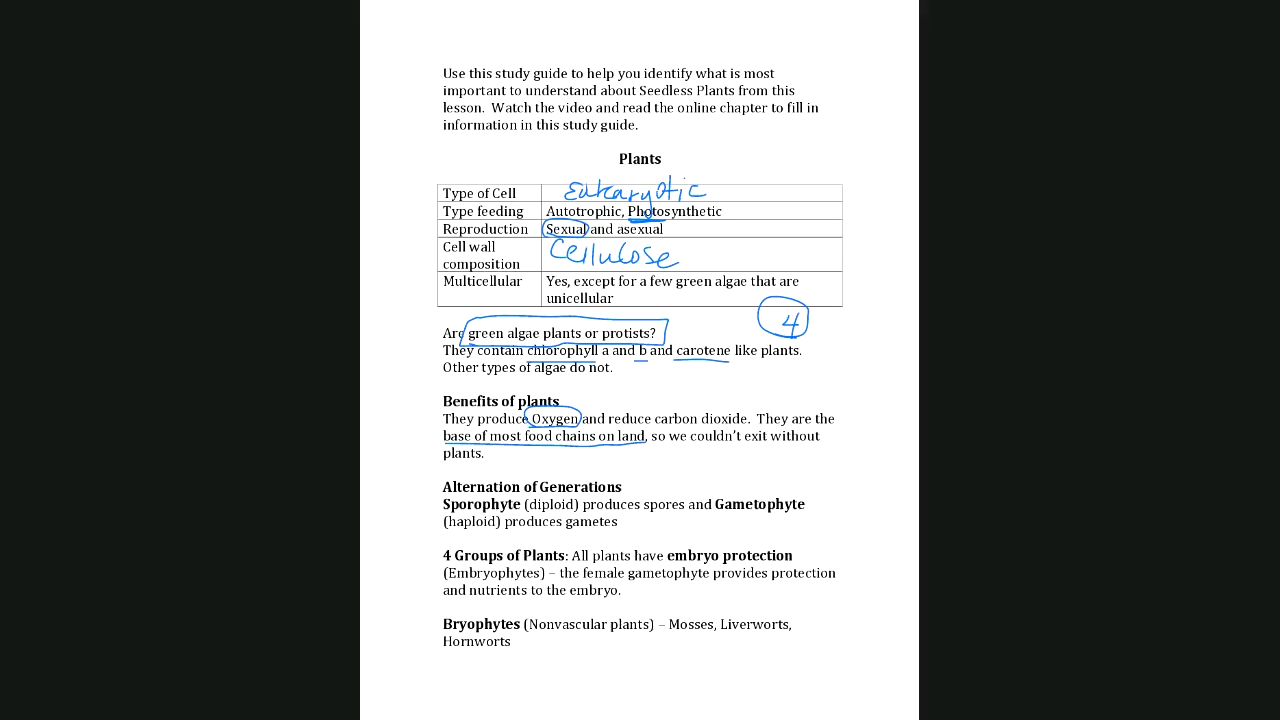 Use this study guide to help you identify what is most
important to understand about Seedless Plants from this
lesson. Watch the video and read the online chapter to fill in
information in this study guide.
Plants
Type of Cell Eukaryotic
Type feeding Autotrophic, Photosynthetic
Reproduction Sexual and asexual
Cell wall
composition Cellulose
Multicellular Yes, except for a few green algae that are
unicellular
4
Are green algae plants or protists?
They contain chlorophyll a and b and carotene like plants.
Other types of algae do not.
Benefits of plants
They produce Oxygen and reduce carbon dioxide. They are the
base of most food chains on land, so we couldn't exit without
plants.
Alternation of Generations
Sporophyte (diploid) produces spores and Gametophyte
(haploid) produces gametes
4 Groups of Plants: All plants have embryo protection
(Embryophytes) – the female gametophyte provides protection
and nutrients to the embryo.
Bryophytes (Nonvascular plants) – Mosses, Liverworts,
Hornworts